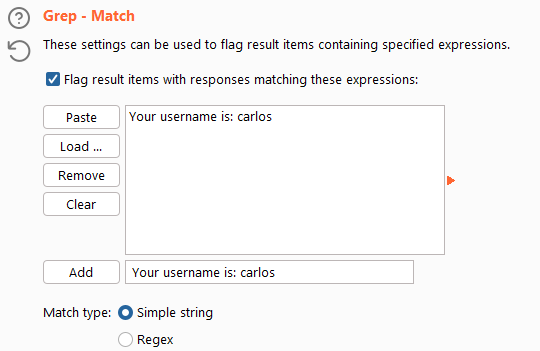 Grep - Match
These settings can be used to flag result items containing specified expressions.
Flag result items with responses matching these expressions:
Paste
Your username is: carlos
Load ...
Remove
Clear
Add
Your username is: carlos
Match type:
Simple string
Regex